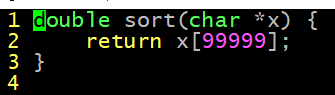 1 double sort(char *x) {
2     return x[99999];
3 }
4